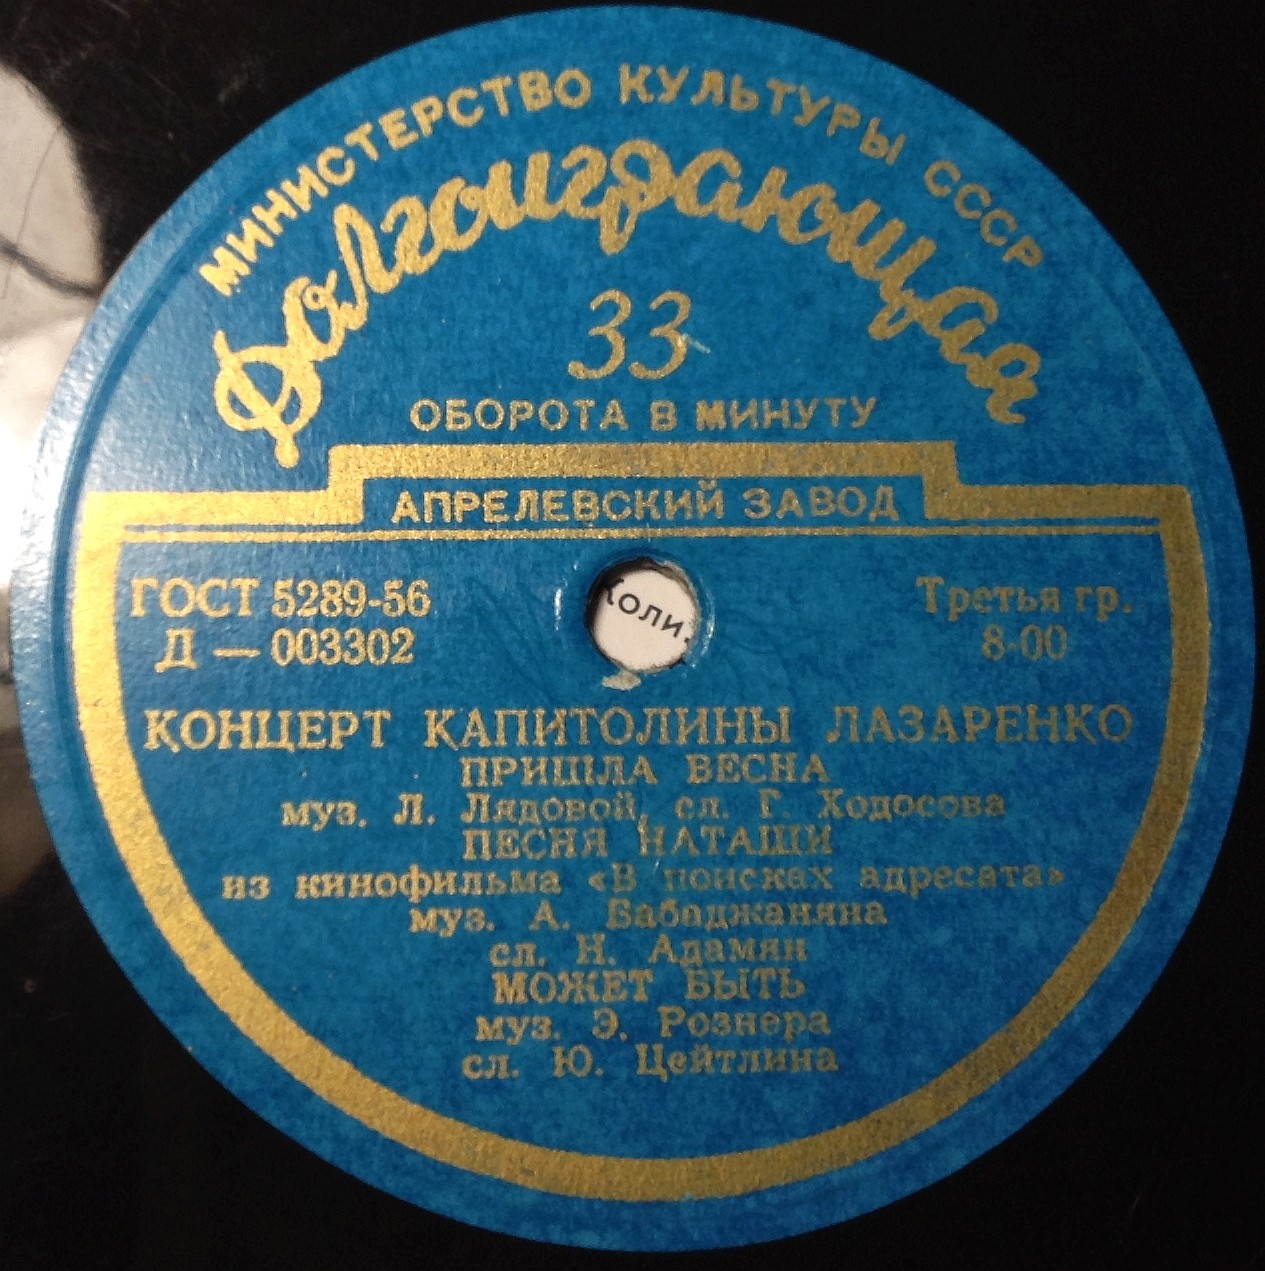 МИНИСТЕРСТВО КУЛЬТУРЫ СССР
Долгоиграющая
33
ОБОРОТА В МИНУТУ
АПРЕЛЕВСКИЙ ЗАВОД
ГОСТ 5289-56
Д — 003302
Третья гр.
8-00
коли.
КОНЦЕРТ КАПИТОЛИНЫ ЛАЗАРЕНКО
ПРИШЛА ВЕСНА
муз. Л. Лядовой, сл. Г. Ходосова
ПЕСНЯ НАТАШИ
из кинофильма «В поисках адресата»
муз. А. Бабаджаняна
сл. Н. Адамян
МОЖЕТ БЫТЬ
муз. Э. Рознера
сл. Ю. Цейтлина